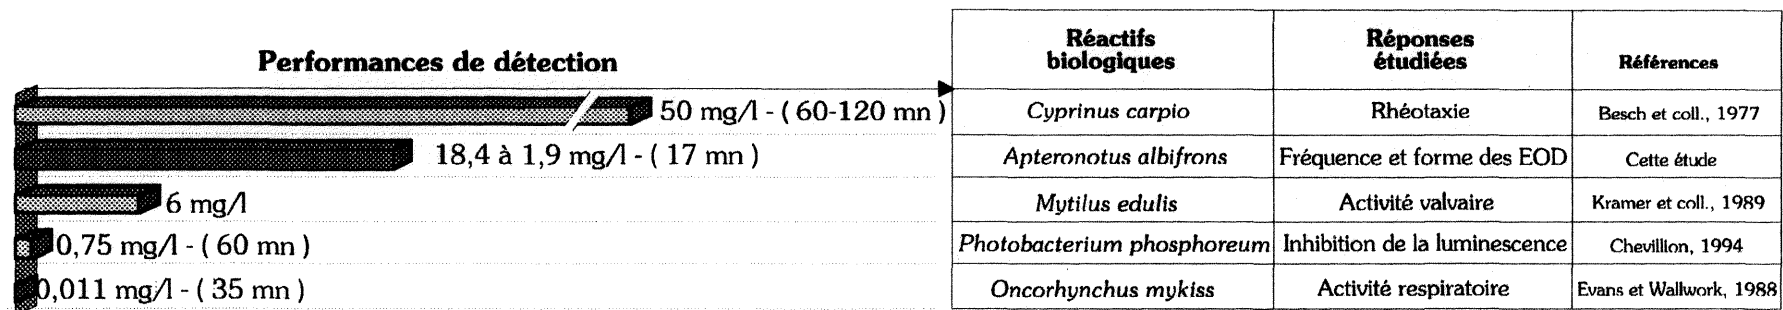 Performances de détection
Réactifs
biologiques
Réponses
étudiées
Références
50 mg/l - ( 60-120 mn )
Cyprinus carpio
Rhéotaxie
Besch et coll., 1977
18,4 à 1,9 mg/l - ( 17 mn )
Apteronotus albifrons
Fréquence et forme des EOD
Cette étude
6 mg/l
Mytilus edulis
Activité valvaire
Kramer et coll., 1989
0,75 mg/l - ( 60 mn )
Photobacterium phosphoreum
Inhibition de la luminescence
Chevillion, 1994
0,011 mg/l - ( 35 mn )
Oncorhynchus mykiss
Activité respiratoire
Evans et Wallwork, 1988